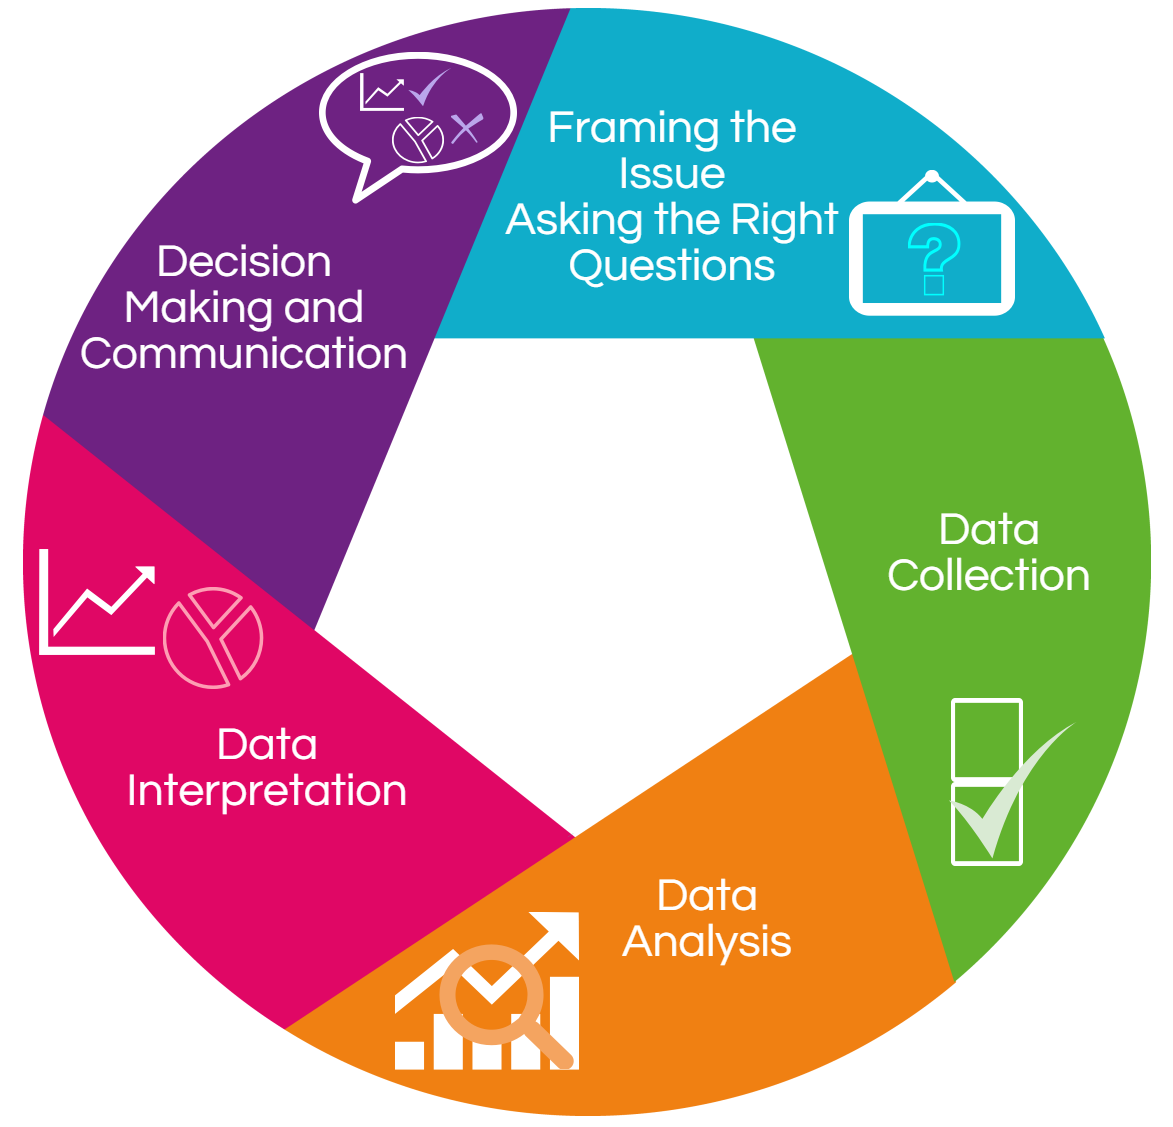 Framing the
Issue
Asking the Right
Questions
Data
Collection
Data
Analysis
Data
Interpretation
Decision
Making and
Communication